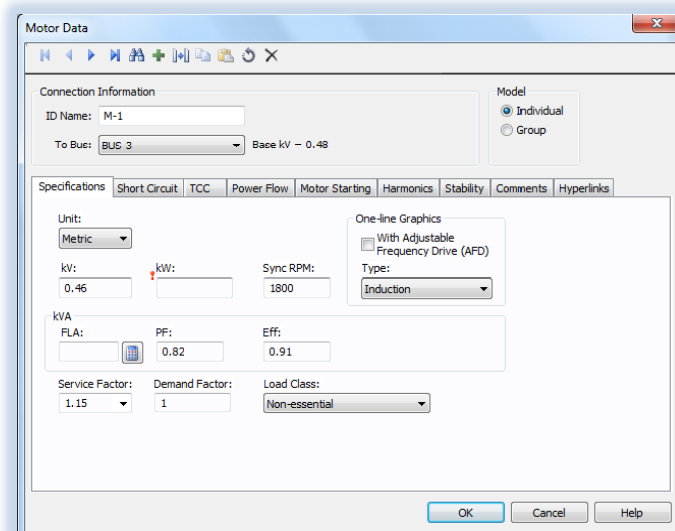 Motor Data
Connection Information
ID Name: M-1
To Bus: BUS 3 Base kV = 0.48
Model
Individual
Group
Specifications Short Circuit TCC Power Flow Motor Starting Harmonics Stability Comments Hyperlinks
Unit:
Metric
One-line Graphics
With Adjustable
Frequency Drive (AFD)
kV: ! kW: Sync RPM: Type:
0.46 1800 Induction
kVA
FLA: PF: Eff:
0.82 0.91
Service Factor: Demand Factor: Load Class:
1.15 1 Non-essential
OK Cancel Help